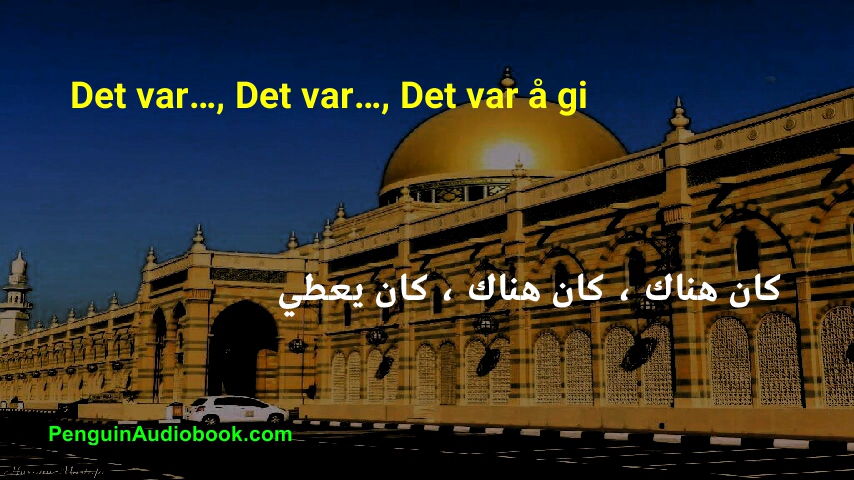 Det var…, Det var…, Det var å gi
كان هناك ، كان هناك ، كان يعطي
PenguinAudiobook.com